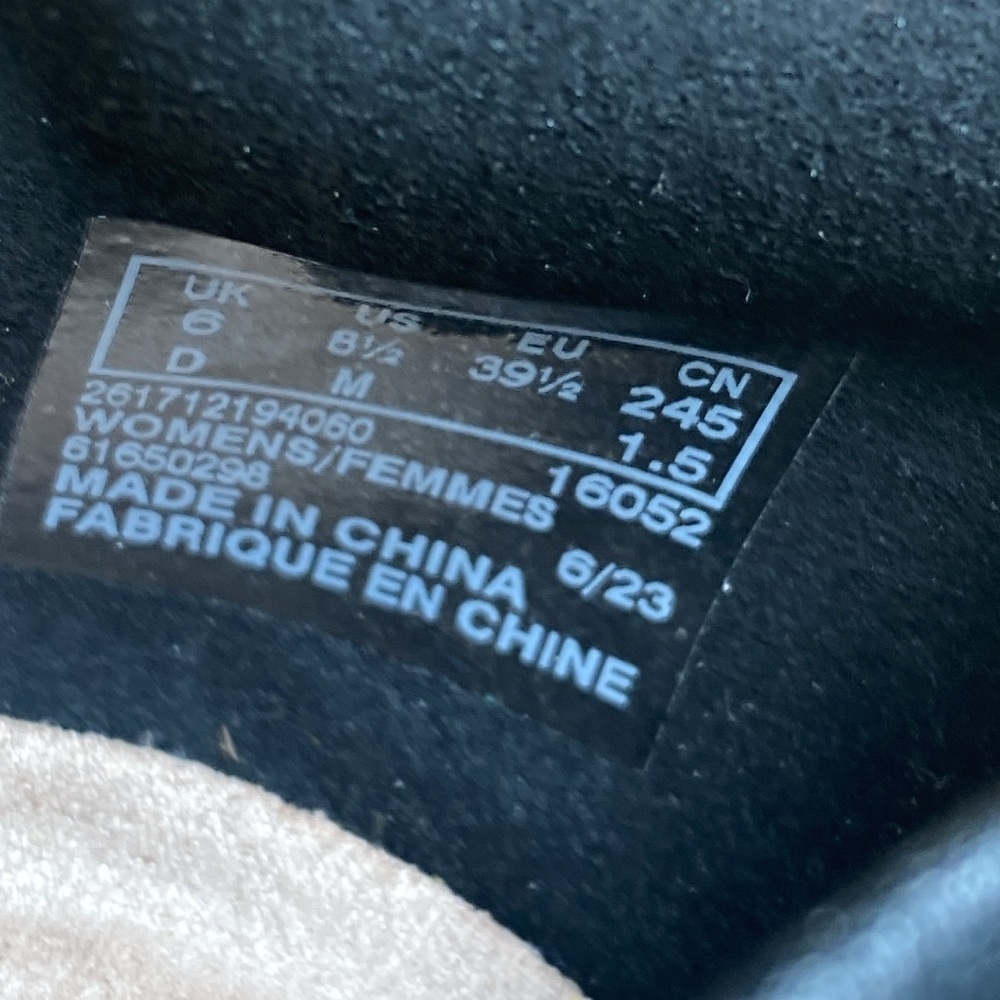 UK US EU CN
6 8½ 39½ 245
D M 1.5
261712194060 16052
WOMENS/FEMMES
61650298 6/23
MADE IN CHINA
FABRIQUE EN CHINE